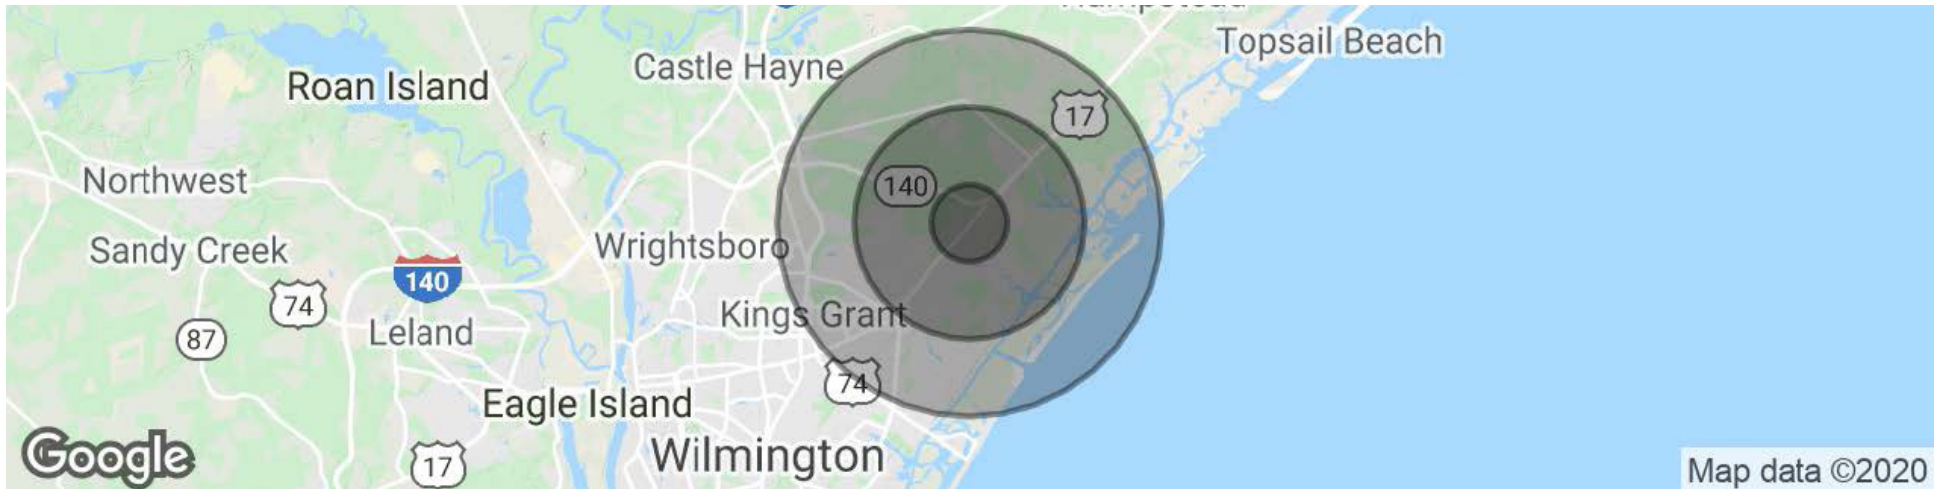 Topsail Beach
Castle Hayne
Roan Island
17
Northwest
140
Sandy Creek
Wrightsboro
140
74
Kings Grant
87
Leland
74
Eagle Island
Wilmington
17
Google
Map data ©2020